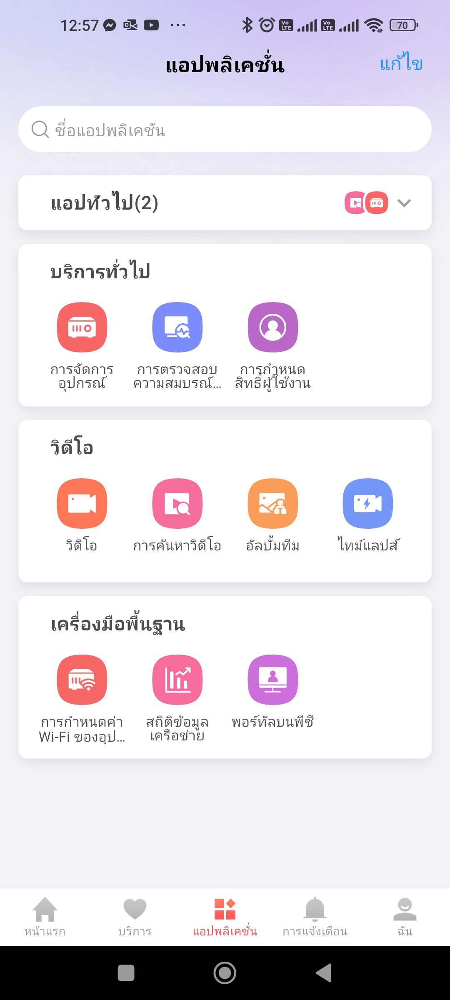 12:57
Vo LTE
Vo LTE
70
แอปพลิเคชั่น
แก้ไข
ชื่อแอปพลิเคชัน
แอปทั่วไป(2)
บริการทั่วไป
การจัดการ
อุปกรณ์
การตรวจสอบ
ความสมบูรณ์...
การกำหนด
สิทธิ์ผู้ใช้งาน
วิดีโอ
วิดีโอ
การค้นหาวิดีโอ
อัลบั้มทีม
ไทม์แลปส์
เครื่องมือพื้นฐาน
การกำหนดค่า
Wi-Fi ของอุป...
สถิติข้อมูล
เครือข่าย
พอร์ทัลบนพีซี
หน้าแรก
บริการ
แอปพลิเคชั่น
การแจ้งเตือน
ฉัน